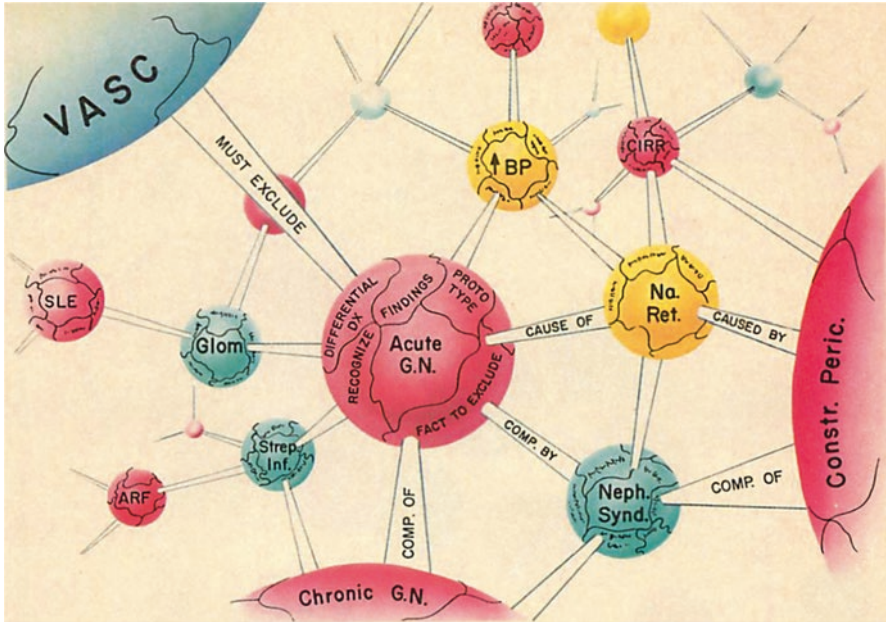 VASC
MUST EXCLUDE
↑ BP
CIRR
SLE
Glom
DIFFERENTIAL
DX
FINDINGS
PROTO
TYPE
RECOGNIZE
Acute
G.N.
FACT TO EXCLUDE
CAUSE OF
Na.
Ret.
CAUSED BY
Constr. Peric.
Strep.
Inf.
ARF
COMP. BY
COMP. OF
Neph.
Synd.
COMP. OF
Chronic G.N.